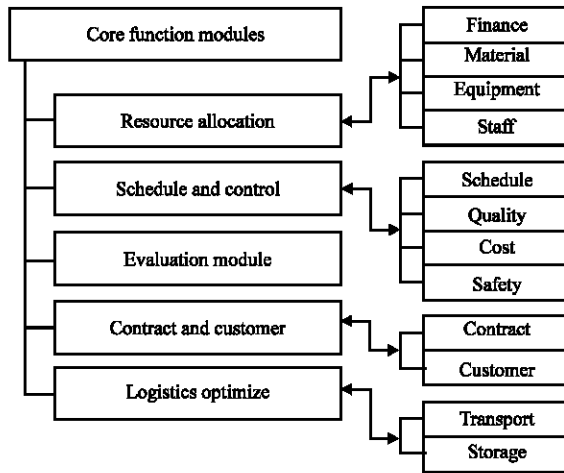 Core function modules
Resource allocation
Schedule and control
Evaluation module
Contract and customer
Logistics optimize
Finance
Material
Equipment
Staff
Schedule
Quality
Cost
Safety
Contract
Customer
Transport
Storage